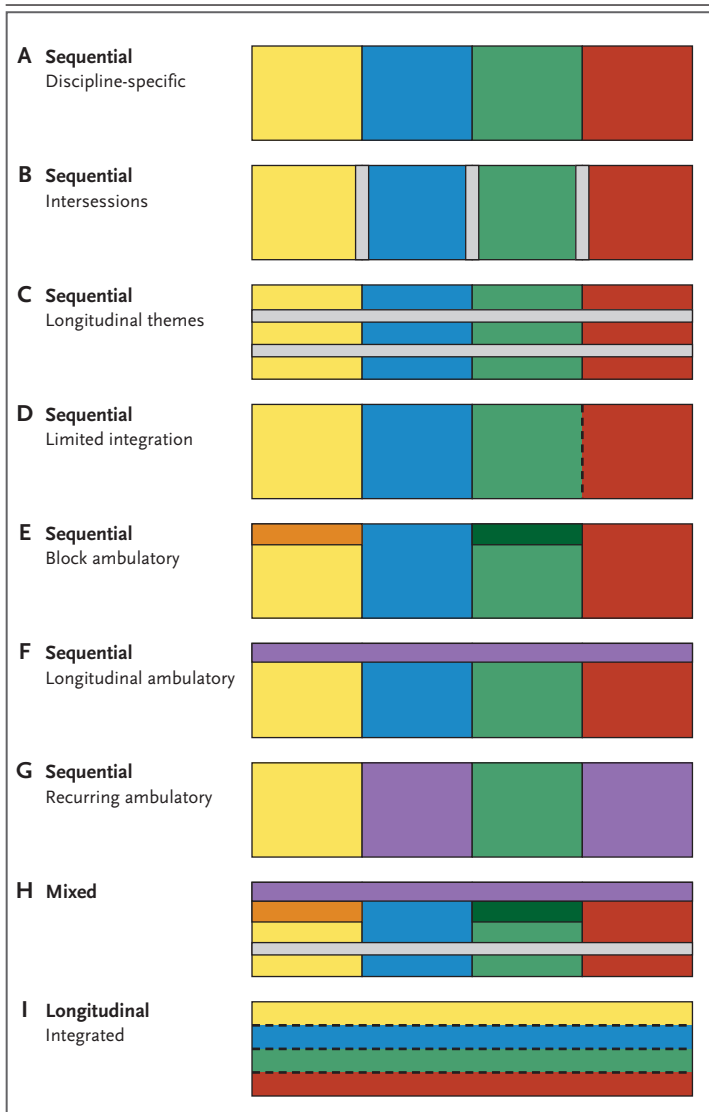 A Sequential
Discipline-specific
B Sequential
Intersessions
C Sequential
Longitudinal themes
D Sequential
Limited integration
E Sequential
Block ambulatory
F Sequential
Longitudinal ambulatory
G Sequential
Recurring ambulatory
H Mixed
I Longitudinal
Integrated